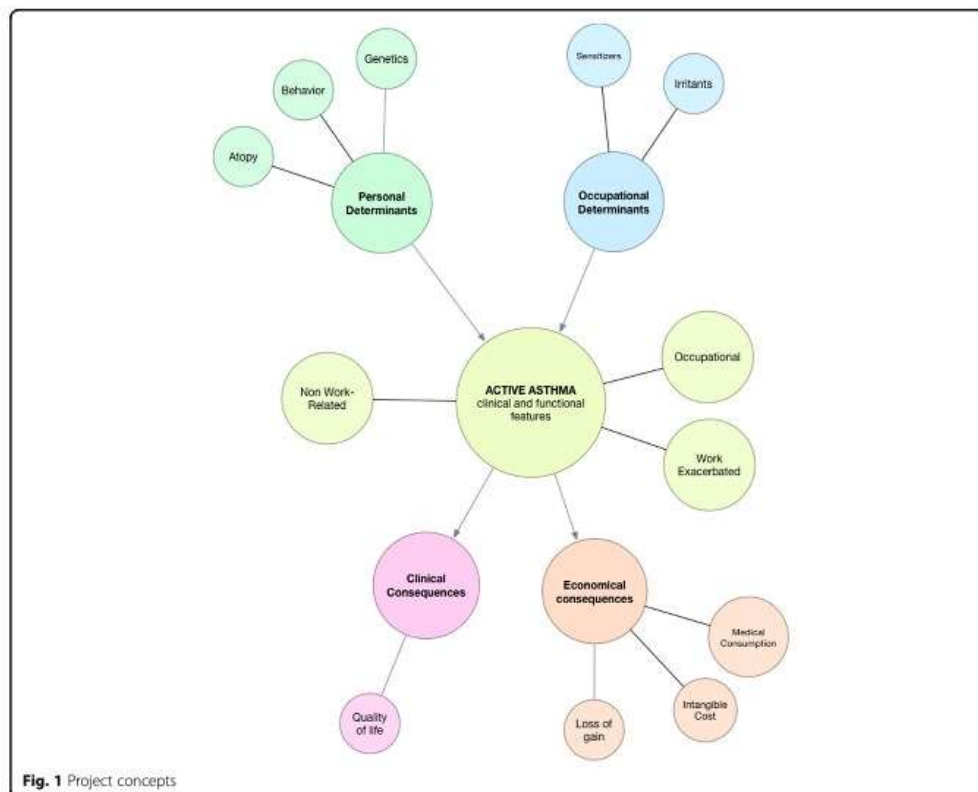 Genetics
Sensitizers
Behavior
Irritants
Atopy
Personal
Determinants
Occupational
Determinants
Occupational
Non Work-
Related
ACTIVE ASTHMA
clinical and functional
features
Work
Exacerbated
Clinical
Consequences
Economical
consequences
Medical
Consumption
Quality
of life
Loss of
gain
Intangible
Cost
Fig. 1 Project concepts